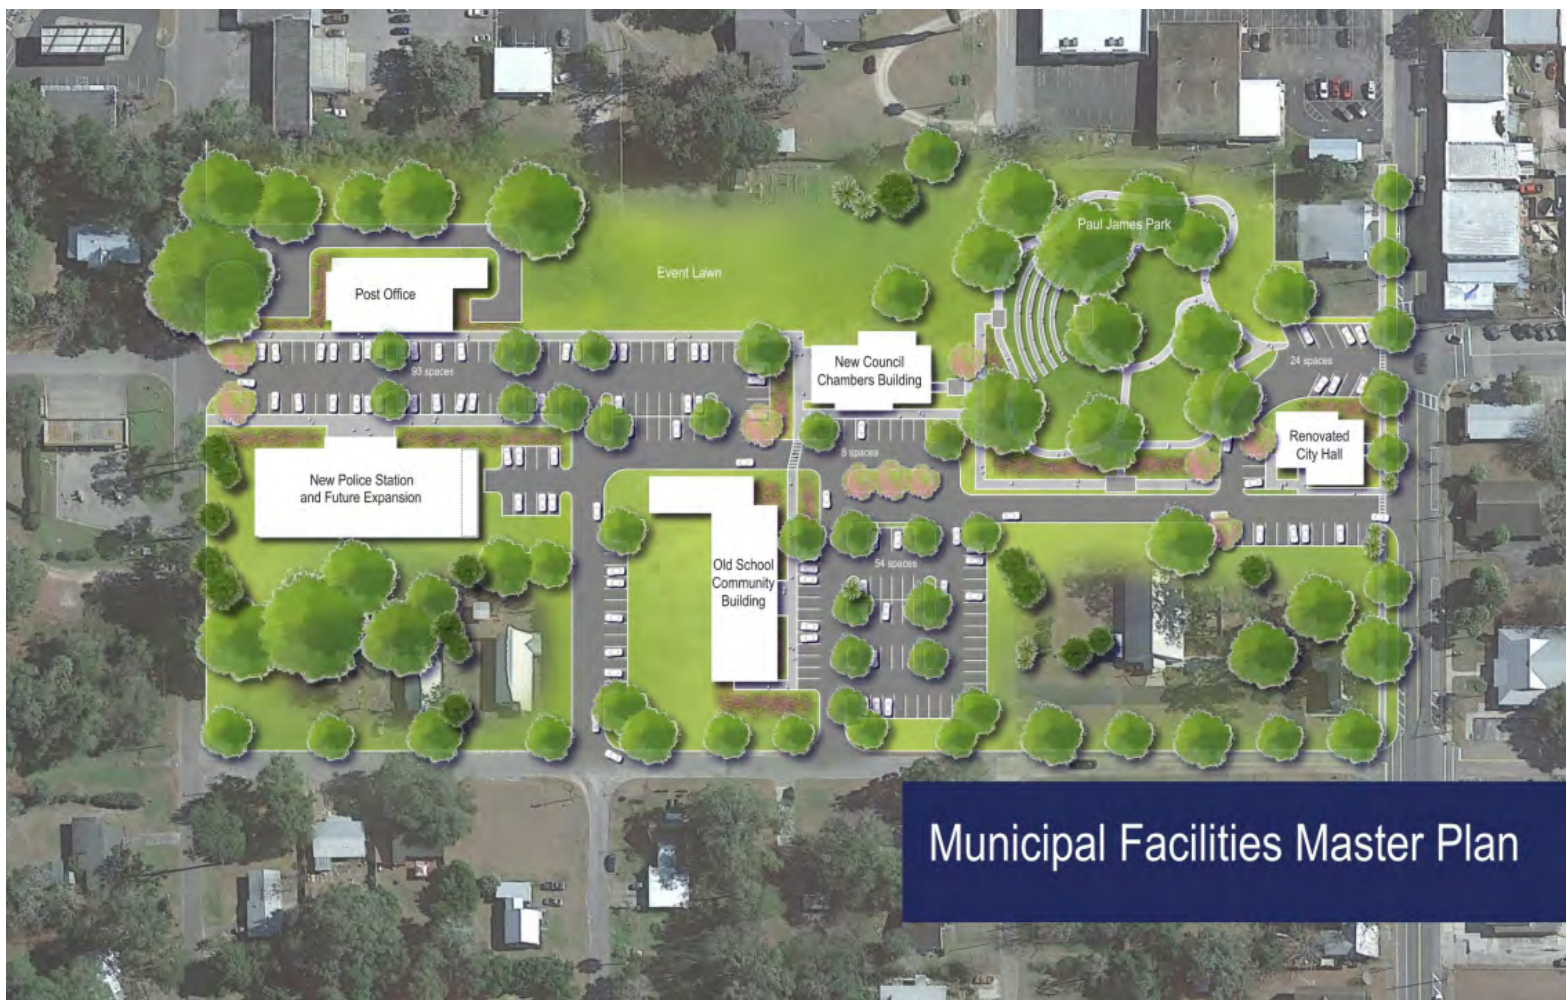 Paul James Park
Event Lawn
Post Office
93 spaces
New Council
Chambers Building
24 spaces
Renovated
City Hall
8 spaces
New Police Station
and Future Expansion
Old School
Community
Building
54 spaces
Municipal Facilities Master Plan